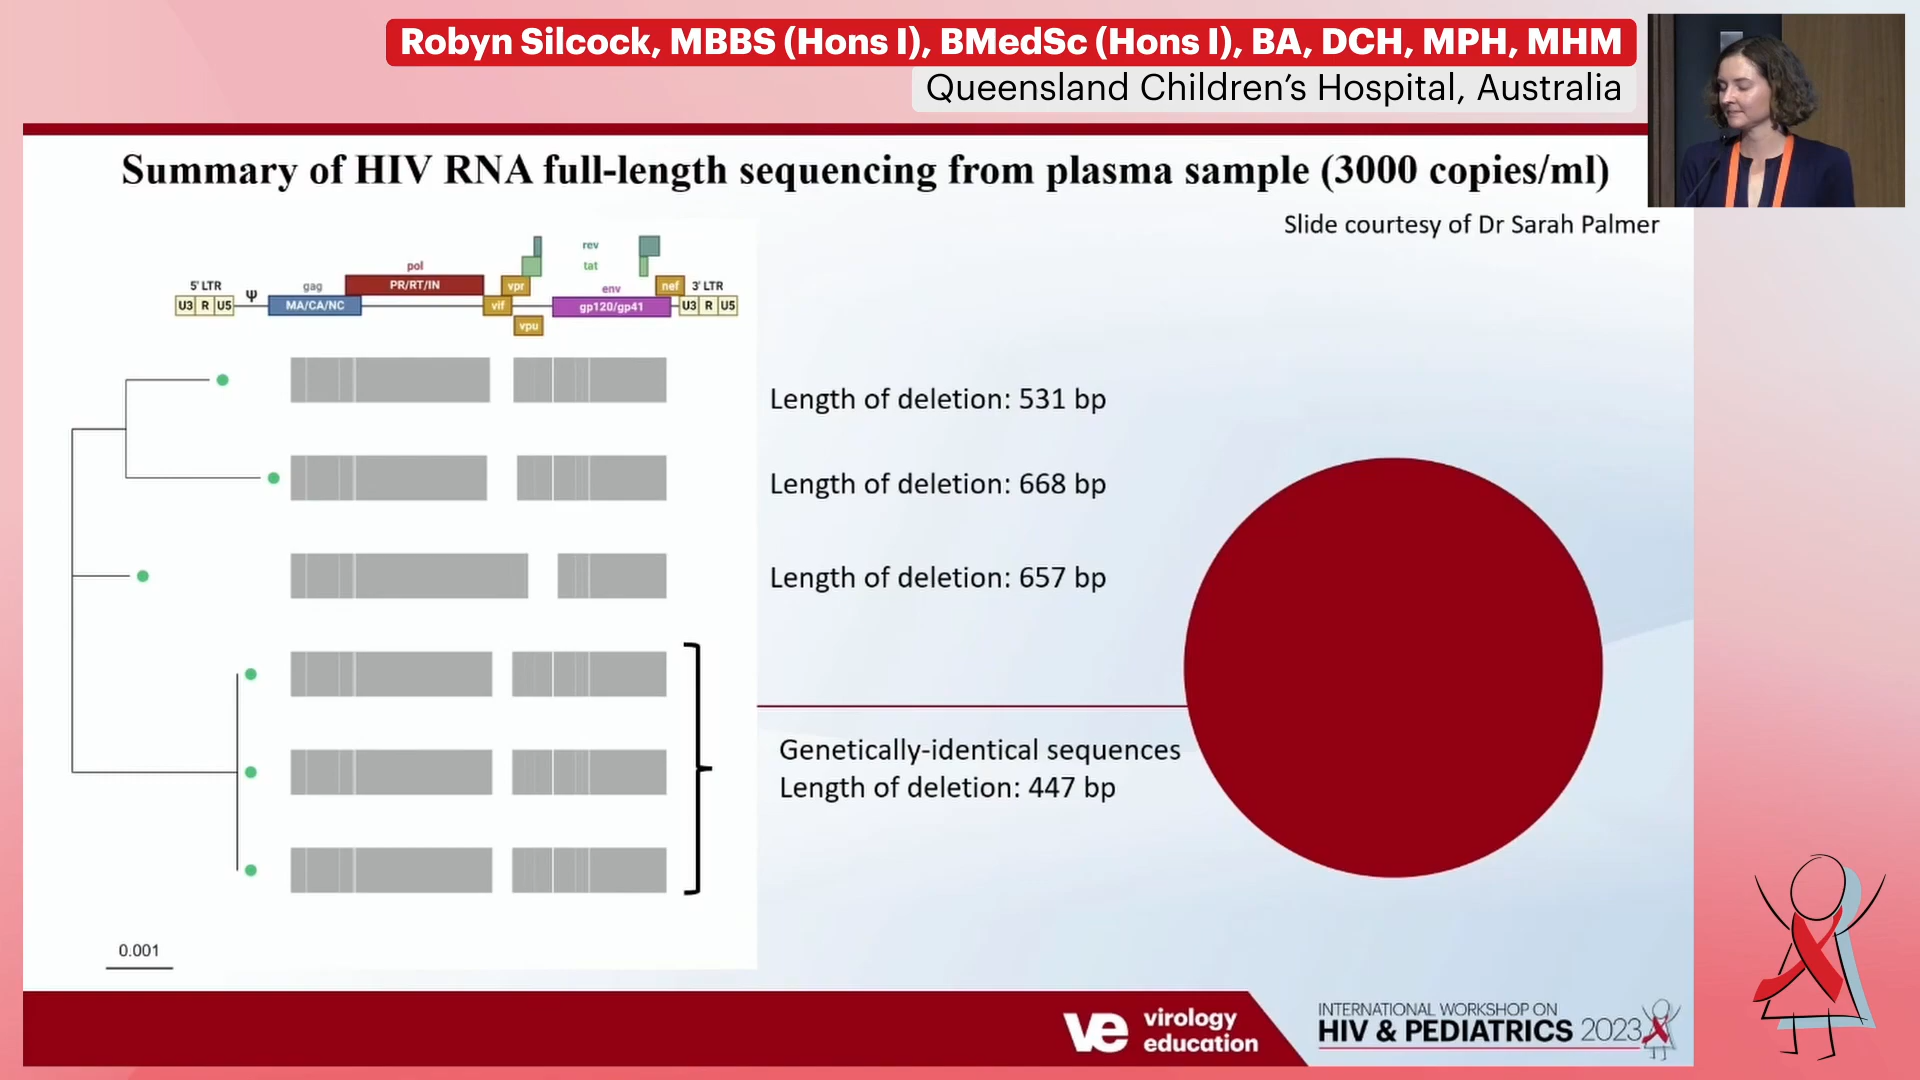 Robyn Silcock, MBBS (Hons I), BMedSc (Hons I), BA, DCH, MPH, MHM
Queensland Children's Hospital, Australia
Summary of HIV RNA full-length sequencing from plasma sample (3000 copies/ml)
Slide courtesy of Dr Sarah Palmer
rev
tat
pol
PR/RT/IN
5' LTR
Ψ
gag
vpr
env
nef
3' LTR
U3 R U5
MA/CA/NC
vif
gp120/gp41
U3 R U5
vpu
Length of deletion: 531 bp
Length of deletion: 668 bp
Length of deletion: 657 bp
Genetically-identical sequences
Length of deletion: 447 bp
0.001
ve virology
education
INTERNATIONAL WORKSHOP ON
HIV & PEDIATRICS 2023